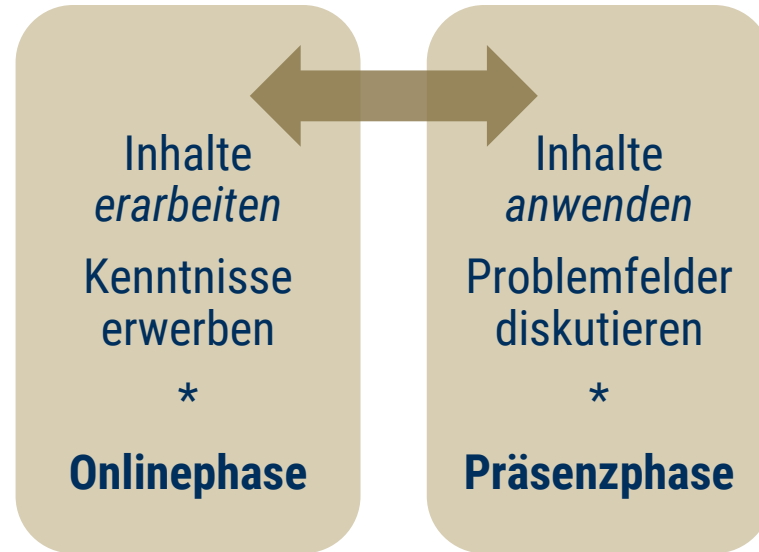 Inhalte
erarbeiten
Kenntnisse
erwerben
*
Onlinephase
Inhalte
anwenden
Problemfelder
diskutieren
*
Präsenzphase